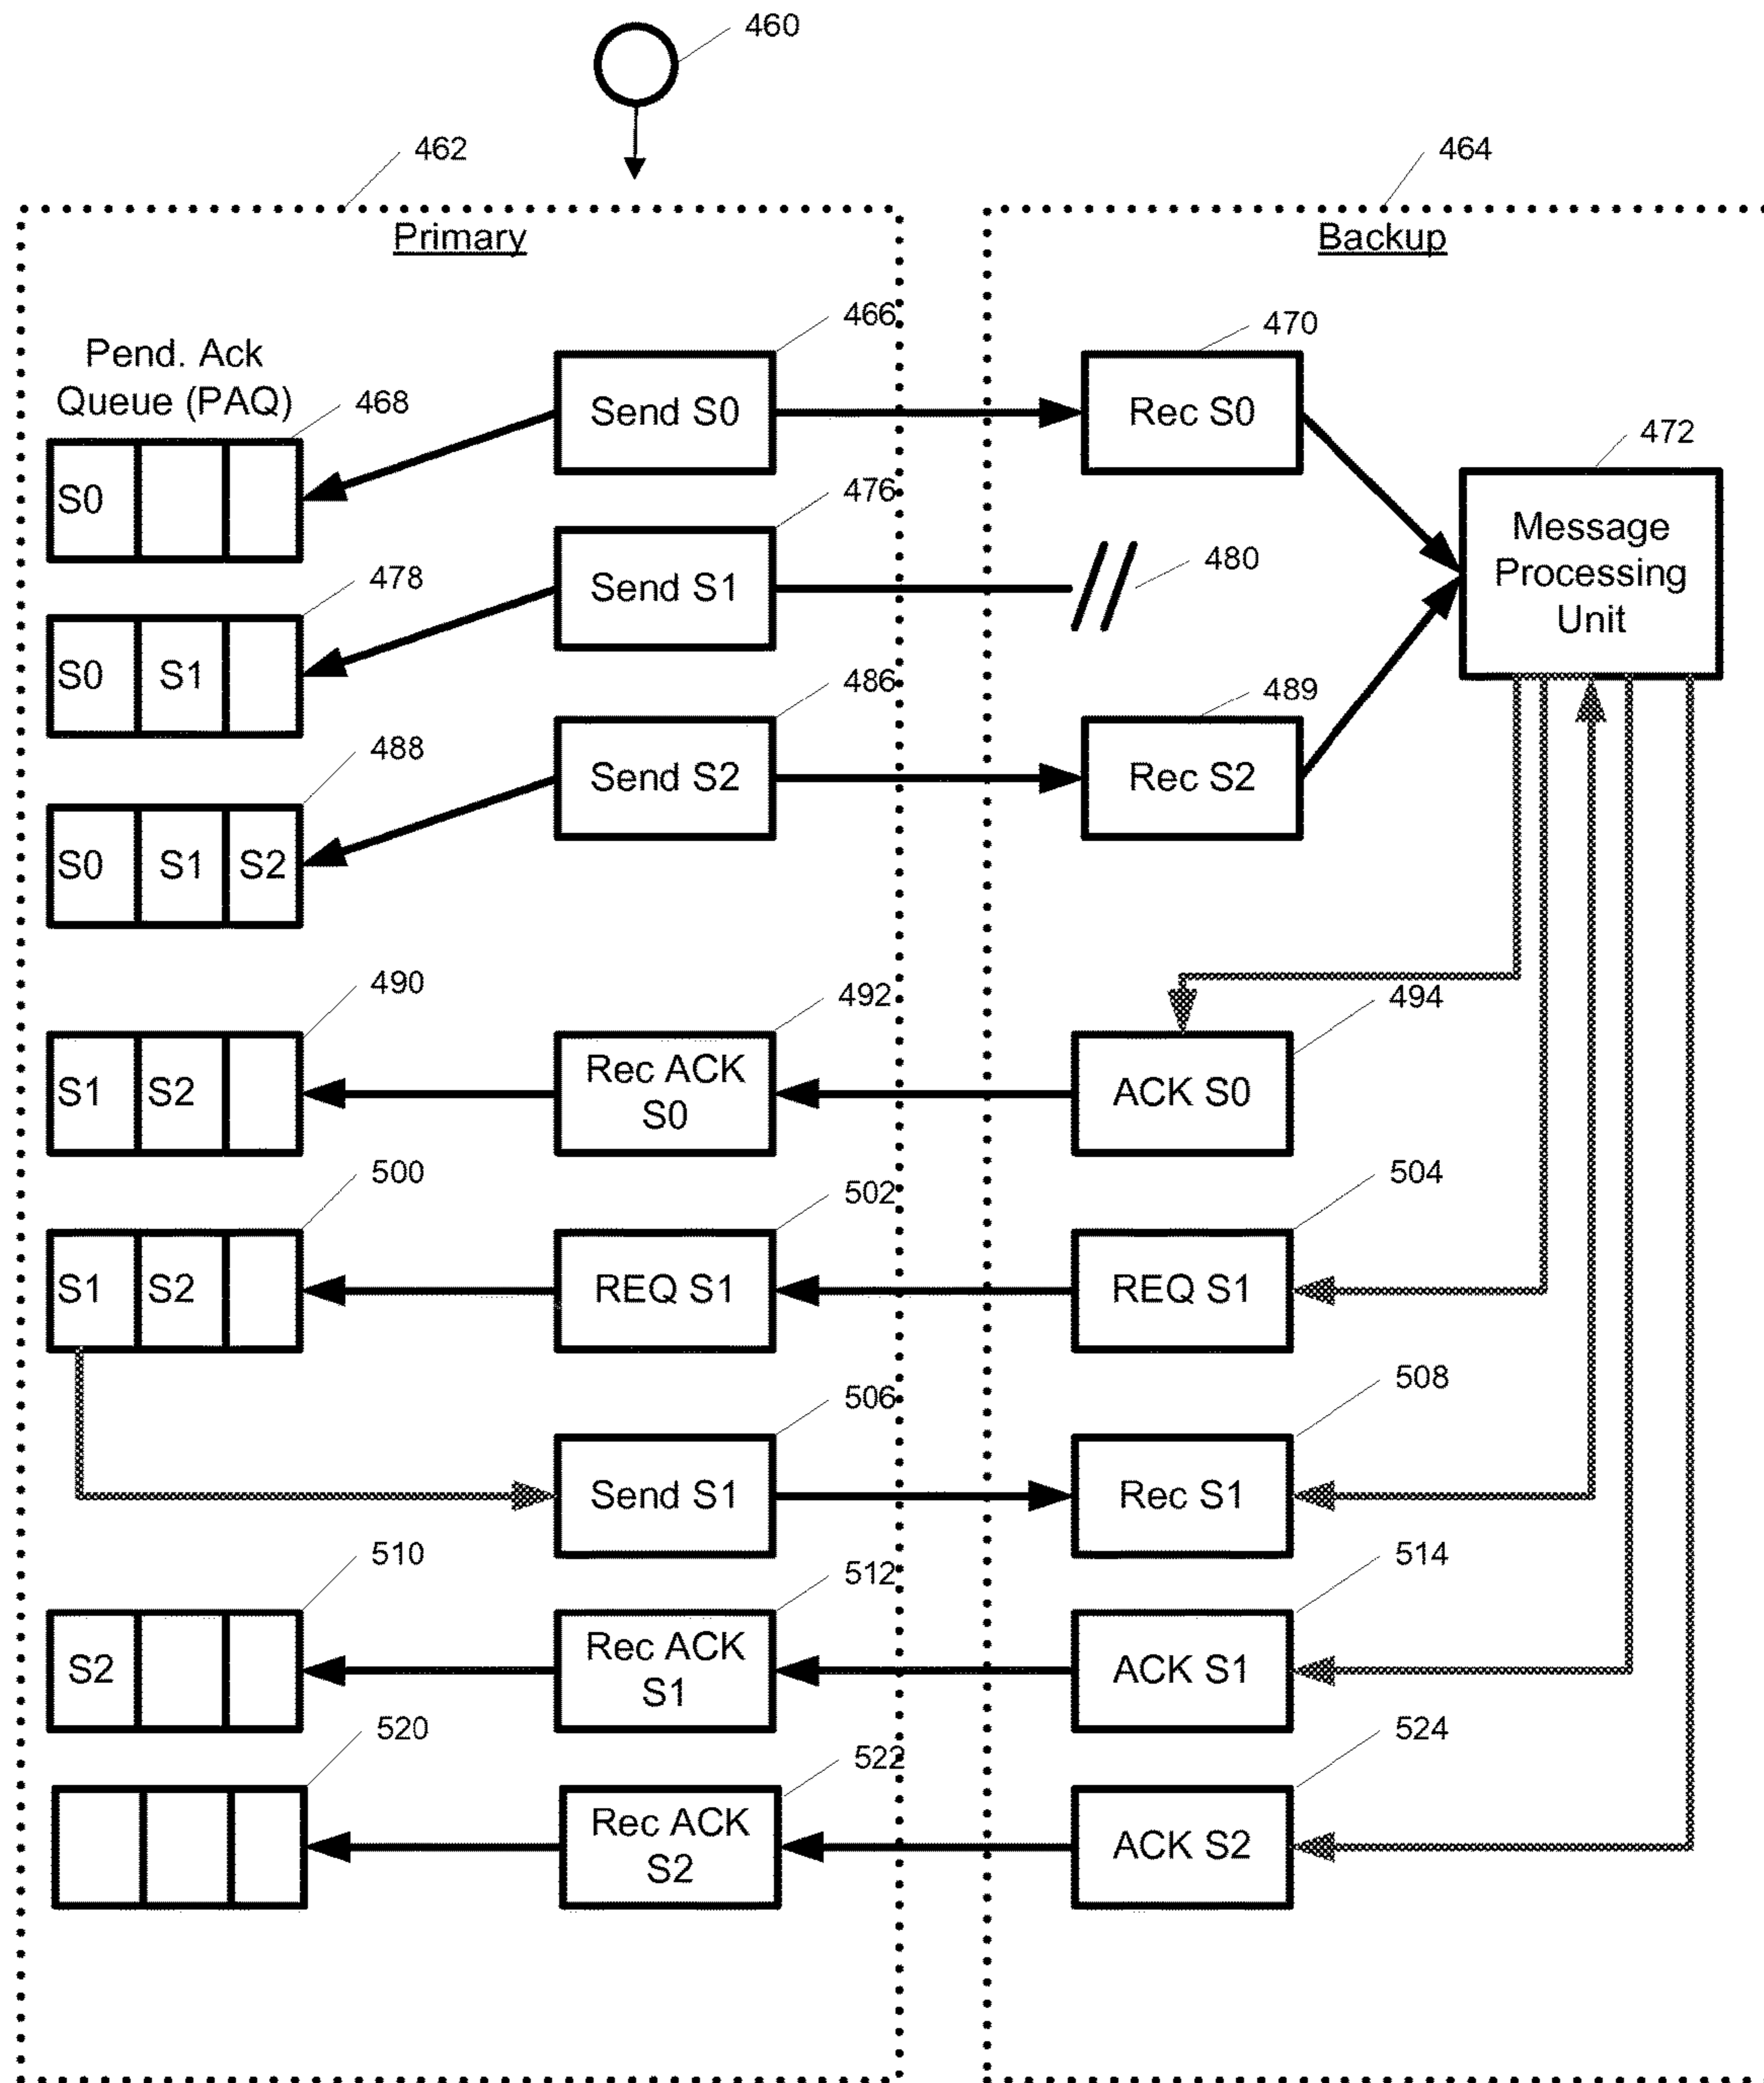 460
462
464
Primary
Backup
466
470
Pend. Ack
Queue (PAQ)
468
Send S0
Rec S0
472
S0
476
Message
Processing
Unit
478
Send S1
480
S0 S1
486
489
488
Send S2
Rec S2
S0 S1 S2
490
492
494
S1 S2
Rec ACK
S0
ACK S0
500
502
504
S1 S2
REQ S1
REQ S1
506
508
Send S1
Rec S1
510
512
514
S2
Rec ACK
S1
ACK S1
520
522
524
Rec ACK
S2
ACK S2